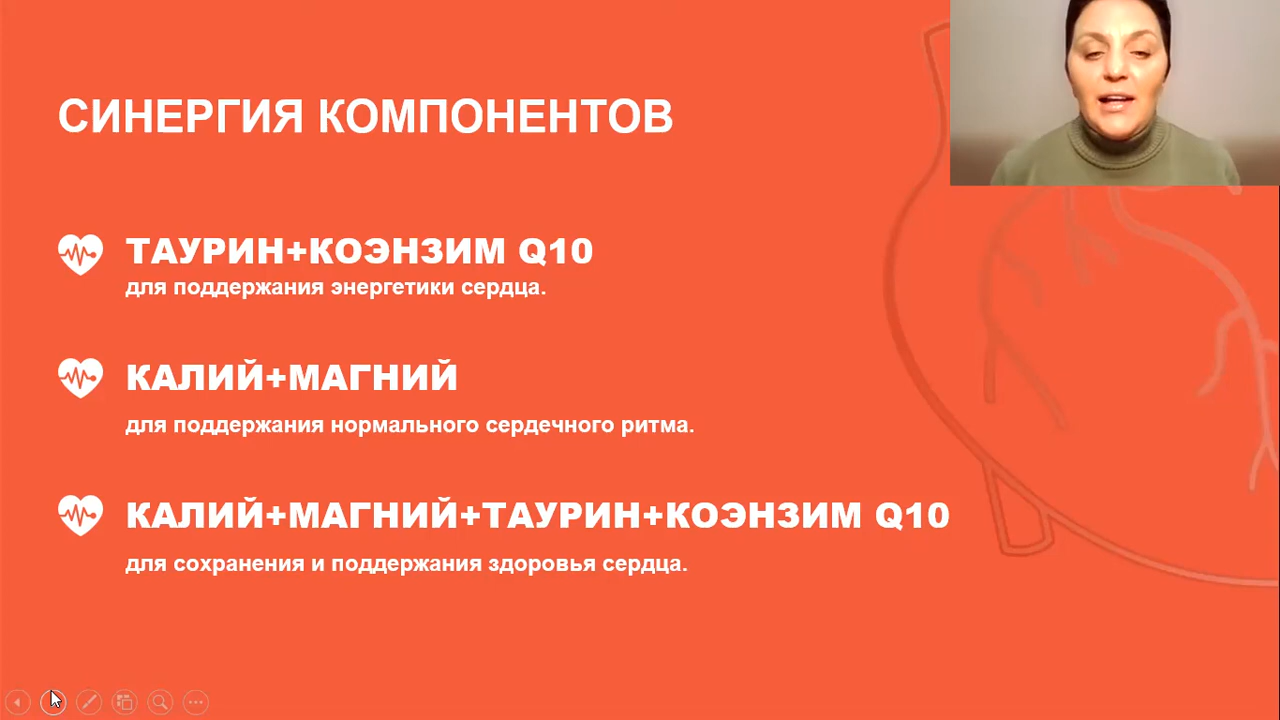 СИНЕРГИЯ КОМПОНЕНТОВ
ТАУРИН+КОЭНЗИМ Q10
для поддержания энергетики сердца.
КАЛИЙ+МАГНИЙ
для поддержания нормального сердечного ритма.
КАЛИЙ+МАГНИЙ+ТАУРИН+КОЭНЗИМ Q10
для сохранения и поддержания здоровья сердца.